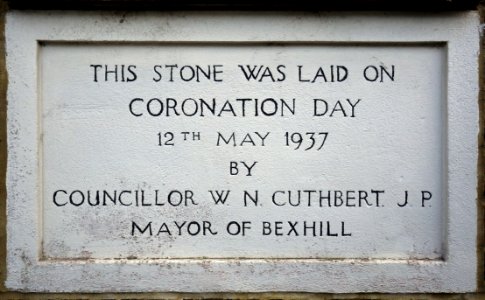 THIS STONE WAS LAID ON
CORONATION DAY
12TH MAY 1937
BY
COUNCILLOR W. N. CUTHBERT. J. P.
MAYOR OF BEXHILL